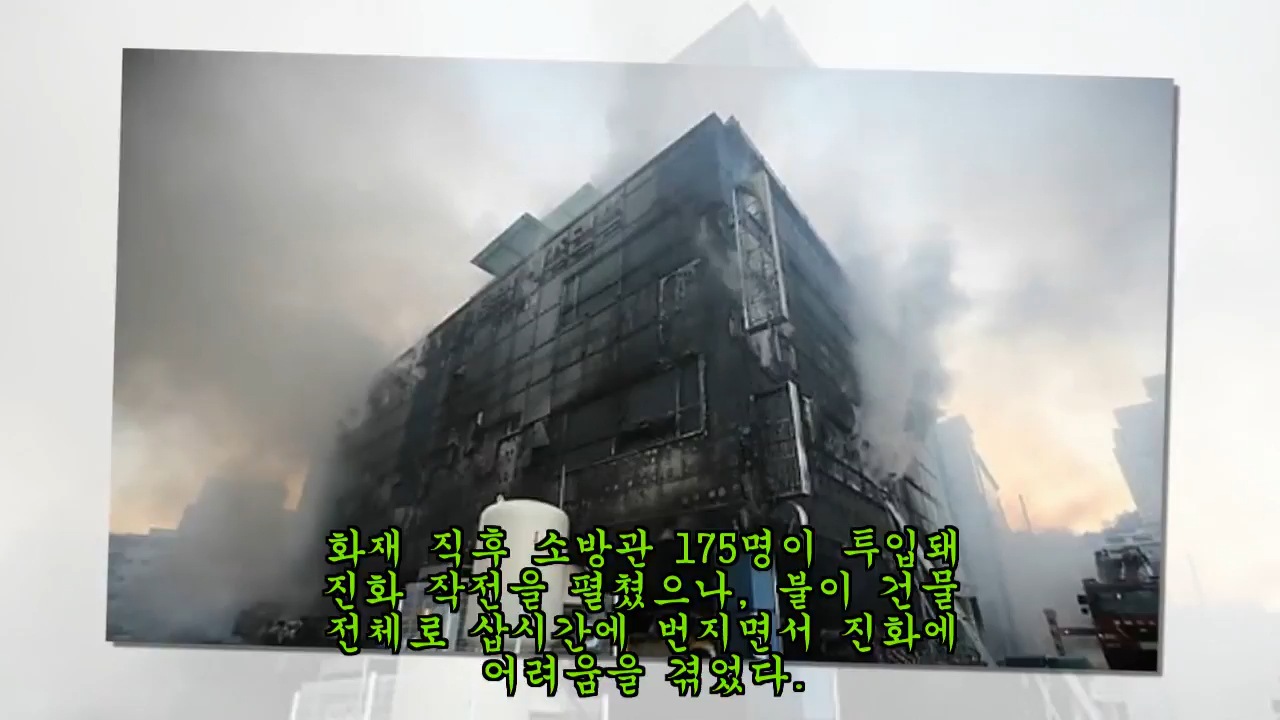 화재 직후 소방관 175명이 투입돼
진화 작전을 펼쳤으나, 불이 건물
전체로 삽시간에 번지면서 진화에
어려움을 겪었다.